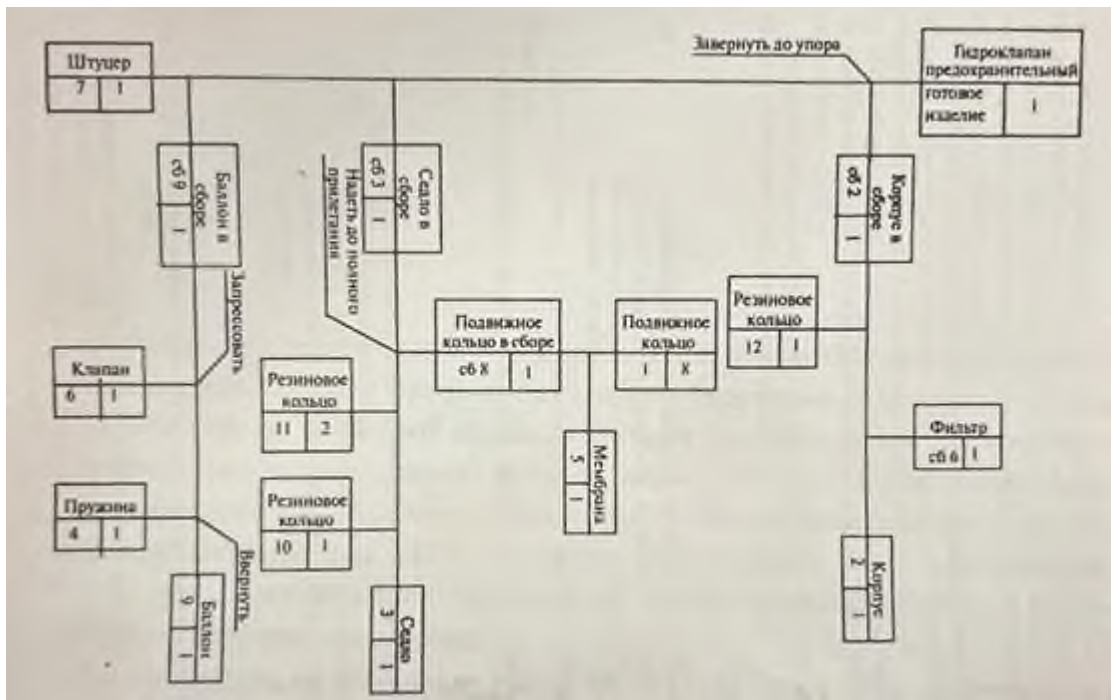 Штуцер
7 1
Завернуть до упора
Гидроклапан
предохранительный
готовое
изделие
1
Баллон в
сборе
сб 9 1
Седло в
сборе
сб 3 1
Надеть до полного
прилегания
Корпус в
сборе
сб 2 1
Запрессовать
Подвижное
кольцо в сборе
сб 8 1
Подвижное
кольцо
1 8
Резиновое
кольцо
12 1
Клапан
6 1
Резиновое
кольцо
11 2
Мембрана
5 1
Фильтр
сб 6 1
Пружина
4 1
Резиновое
кольцо
10 1
Ввернуть
Баллон
9 1
Седло
3 1
Корпус
2 1